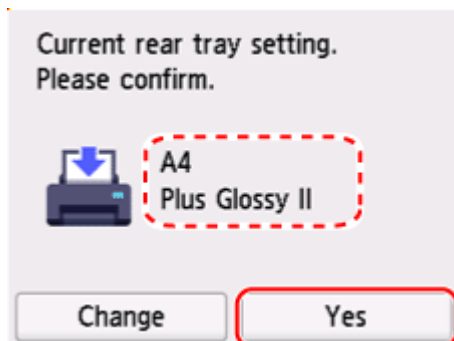 Current rear tray setting.
Please confirm.
A4
Plus Glossy II
Change
Yes